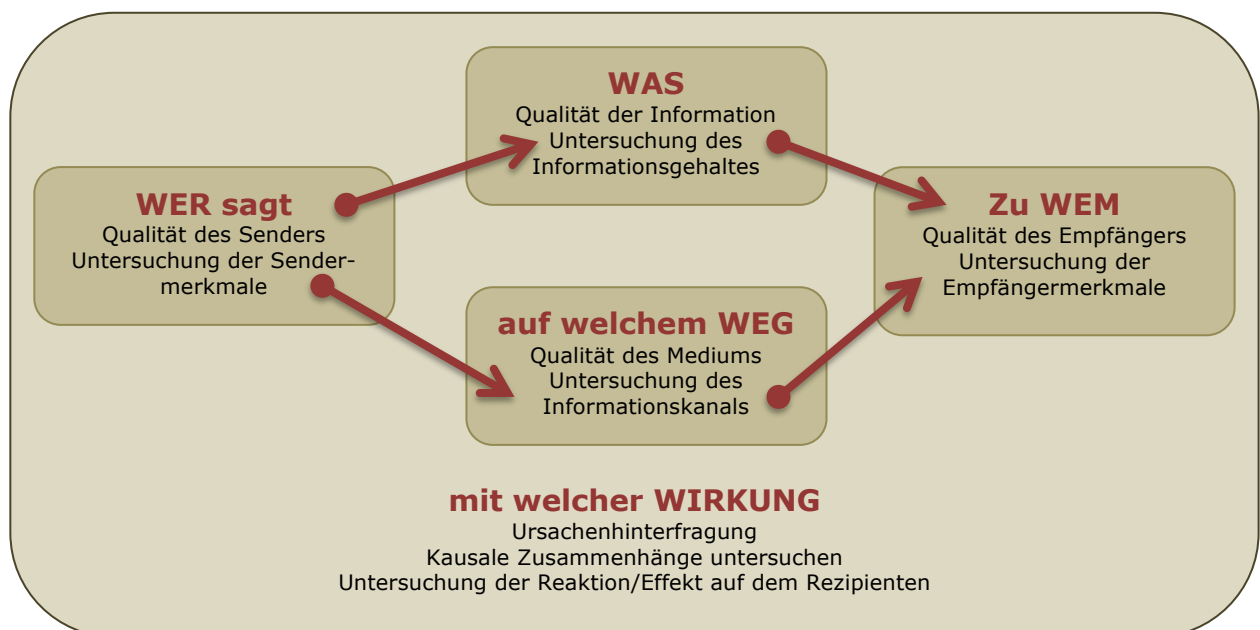 WAS
Qualität der Information
Untersuchung des
Informationsgehaltes
WER sagt
Qualität des Senders
Untersuchung der Sender-
merkmale
Zu WEM
Qualität des Empfängers
Untersuchung der
Empfängermerkmale
auf welchem WEG
Qualität des Mediums
Untersuchung des
Informationskanals
mit welcher WIRKUNG
Ursachenhinterfragung
Kausale Zusammenhänge untersuchen
Untersuchung der Reaktion/Effekt auf dem Rezipienten